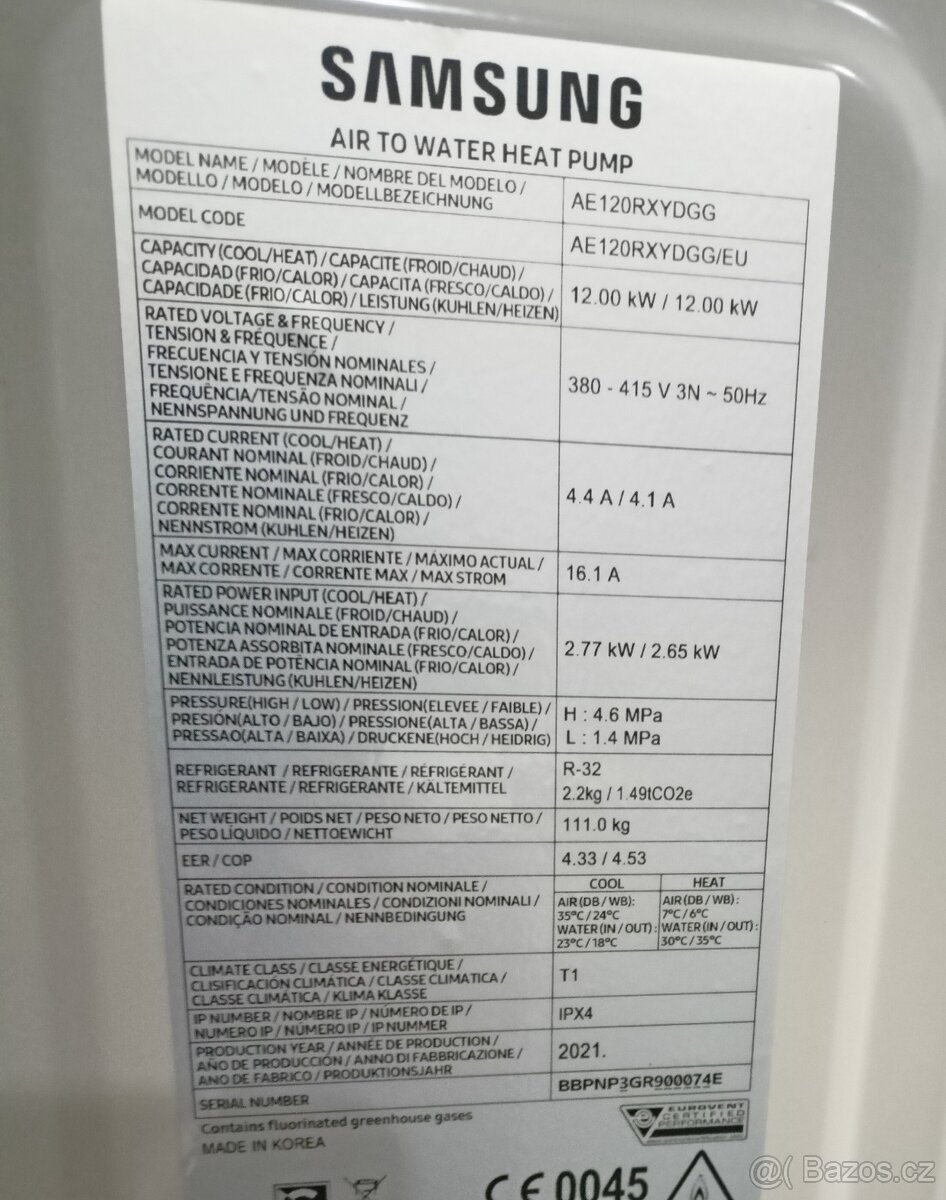 SAMSUNG
AIR TO WATER HEAT PUMP
MODEL NAME / MODÈLE / NOMBRE DEL MODELO /
MODELLO / MODELO / MODELLBEZEICHNUNG
AE120RXYDGG
MODEL CODE
AE120RXYDGG/EU
CAPACITY (COOL/HEAT) / CAPACITE (FROID/CHAUD) /
CAPACIDAD (FRIO/CALOR) / CAPACITA (FRESCO/CALDO) /
CAPACIDADE (FRIO/CALOR) / LEISTUNG (KUHLEN/HEIZEN)
12.00 kW / 12.00 kW
RATED VOLTAGE & FREQUENCY /
TENSION & FRÉQUENCE /
FRECUENCIA Y TENSIÓN NOMINALES /
TENSIONE E FREQUENZA NOMINALI /
FREQUÊNCIA/TENSÃO NOMINAL /
NENNSPANNUNG UND FREQUENZ
380 - 415 V 3N ~ 50Hz
RATED CURRENT (COOL/HEAT) /
COURANT NOMINAL (FROID/CHAUD) /
CORRIENTE NOMINAL (FRIO/CALOR) /
CORRENTE NOMINALE (FRESCO/CALDO) /
CORRENTE NOMINAL (FRIO/CALOR) /
NENNSTROM (KUHLEN/HEIZEN)
4.4 A / 4.1 A
MAX CURRENT / MAX CORRIENTE / MÁXIMO ACTUAL /
MAX CORRENTE / CORRENTE MAX / MAX STROM
16.1 A
RATED POWER INPUT (COOL/HEAT) /
PUISSANCE NOMINALE (FROID/CHAUD) /
POTENCIA NOMINAL DE ENTRADA (FRIO/CALOR) /
POTENZA ASSORBITA NOMINALE (FRESCO/CALDO) /
ENTRADA DE POTÊNCIA NOMINAL (FRIO/CALOR) /
NENNLEISTUNG (KUHLEN/HEIZEN)
2.77 kW / 2.65 kW
PRESSURE(HIGH / LOW) / PRESSION(ELEVEE / FAIBLE) /
PRESIÓN(ALTO / BAJO) / PRESSIONE(ALTA / BASSA) /
PRESSAO(ALTA / BAIXA) / DRUCKENE(HOCH / HEIDRIG)
H : 4.6 MPa
L : 1.4 MPa
REFRIGERANT / REFRIGERANTE / RÉFRIGÉRANT /
REFRIGERANTE / REFRIGERANTE / KÄLTEMITTEL
R-32
2.2kg / 1.49tCO2e
NET WEIGHT / POIDS NET / PESO NETO / PESO NETTO /
PESO LÍQUIDO / NETTOEWICHT
111.0 kg
EER / COP
4.33 / 4.53
RATED CONDITION / CONDITION NOMINALE /
CONDICIONES NOMINALES / CONDIZIONI NOMINALI /
CONDIÇÃO NOMINAL / NENNBEDINGUNG
COOL HEAT
AIR (DB / WB): AIR (DB / WB) :
35°C / 24°C 7°C / 6°C
WATER (IN / OUT) : WATER (IN / OUT) :
23°C / 18°C 30°C / 35°C
CLIMATE CLASS / CLASSE ENERGÉTIQUE /
CLISIFICACIÓN CLIMÁTICA / CLASSE CLIMATICA /
CLASSE CLIMÁTICA / KLIMA KLASSE
T1
IP NUMBER / NOMBRE IP / NÚMERO DE IP /
NUMERO IP / NÚMERO IP / IP NUMMER
IPX4
PRODUCTION YEAR / ANNÉE DE PRODUCTION /
AÑO DE PRODUCCIÓN / ANNO DI FABBRICAZIONE /
ANO DE FABRICO / PRODUKTIONSJAHR
2021.
SERIAL NUMBER
BBPNP3GR900074E
Contains fluorinated greenhouse gases
MADE IN KOREA
EUROVENT
CERTIFIED
PERFORMANCE
CE 0045
@( Bazos.cz